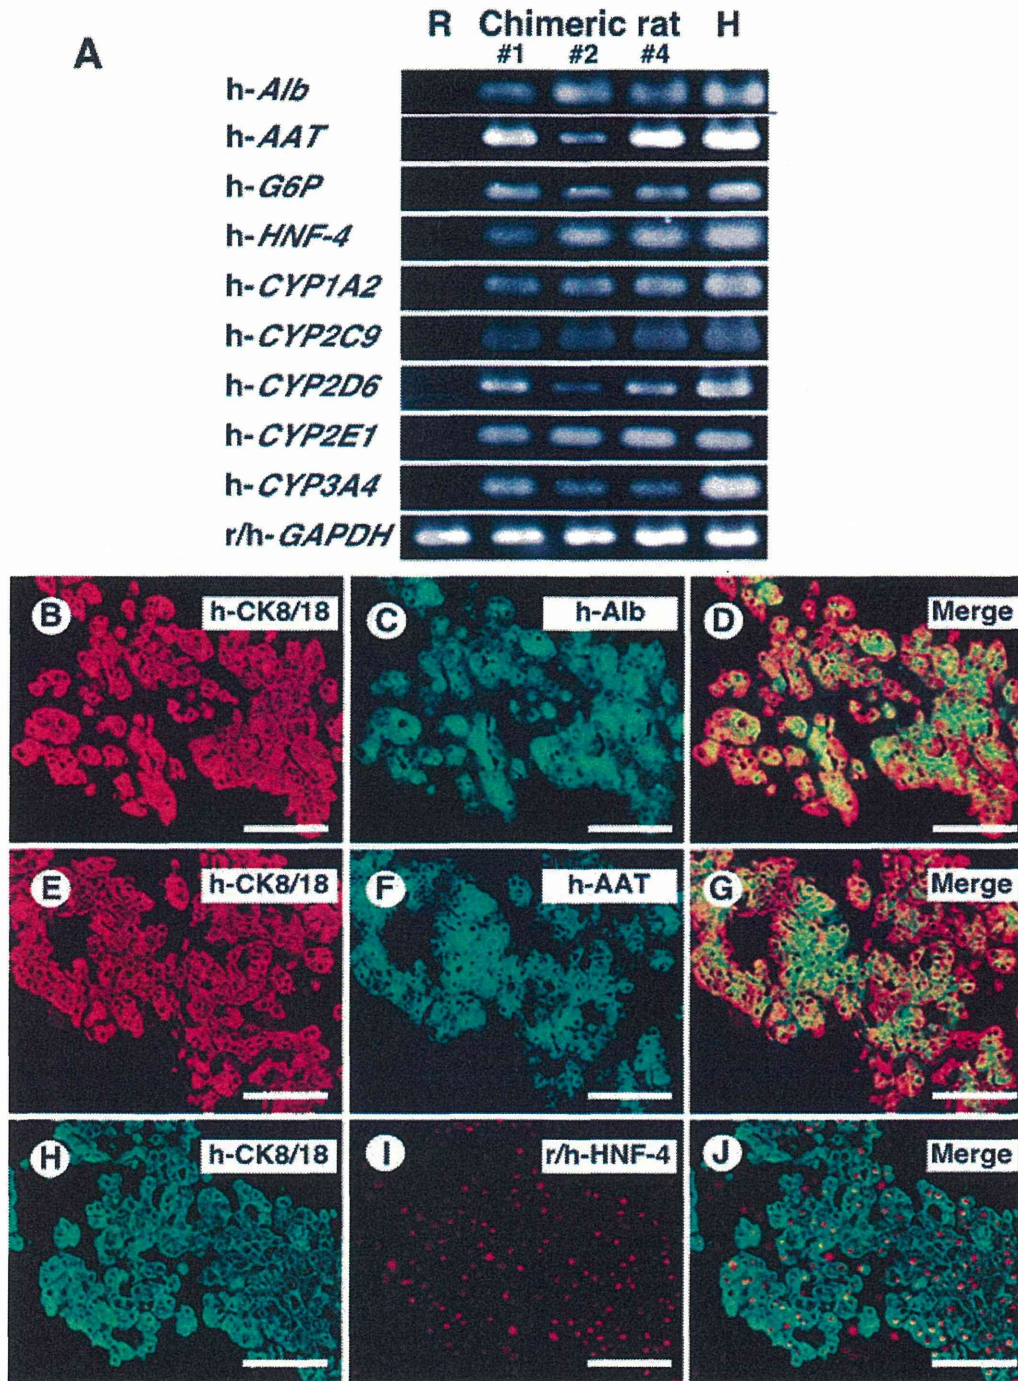 A
R Chimeric rat H
#1 #2 #4
h-Alb
h-AAT
h-G6P
h-HNF-4
h-CYP1A2
h-CYP2C9
h-CYP2D6
h-CYP2E1
h-CYP3A4
r/h-GAPDH
B h-CK8/18 C h-Alb D Merge
E h-CK8/18 F h-AAT G Merge
H h-CK8/18 I r/h-HNF-4 J Merge